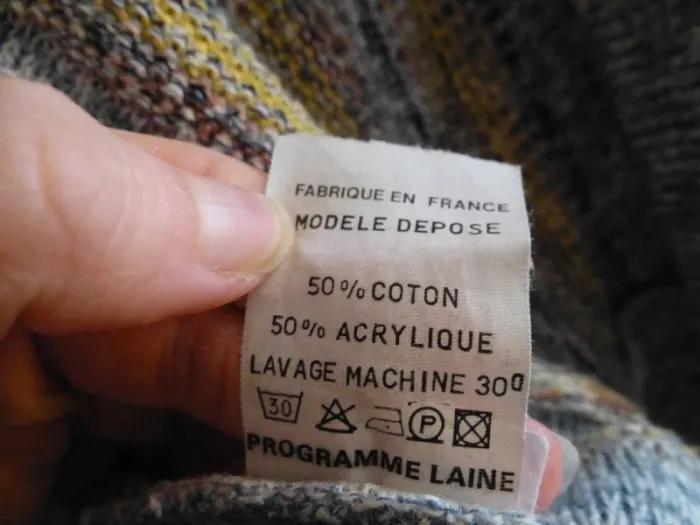 FABRIQUE EN FRANCE
MODELE DEPOSE
50% COTON
50% ACRYLIQUE
LAVAGE MACHINE 30°
30 P
PROGRAMME LAINE